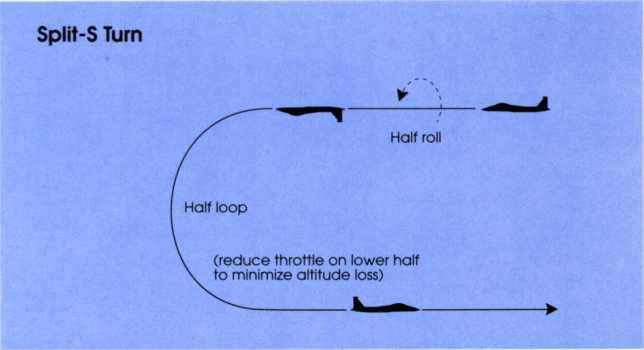 Split-S Turn
Half roll
Half loop
(reduce throttle on lower half
to minimize altitude loss)